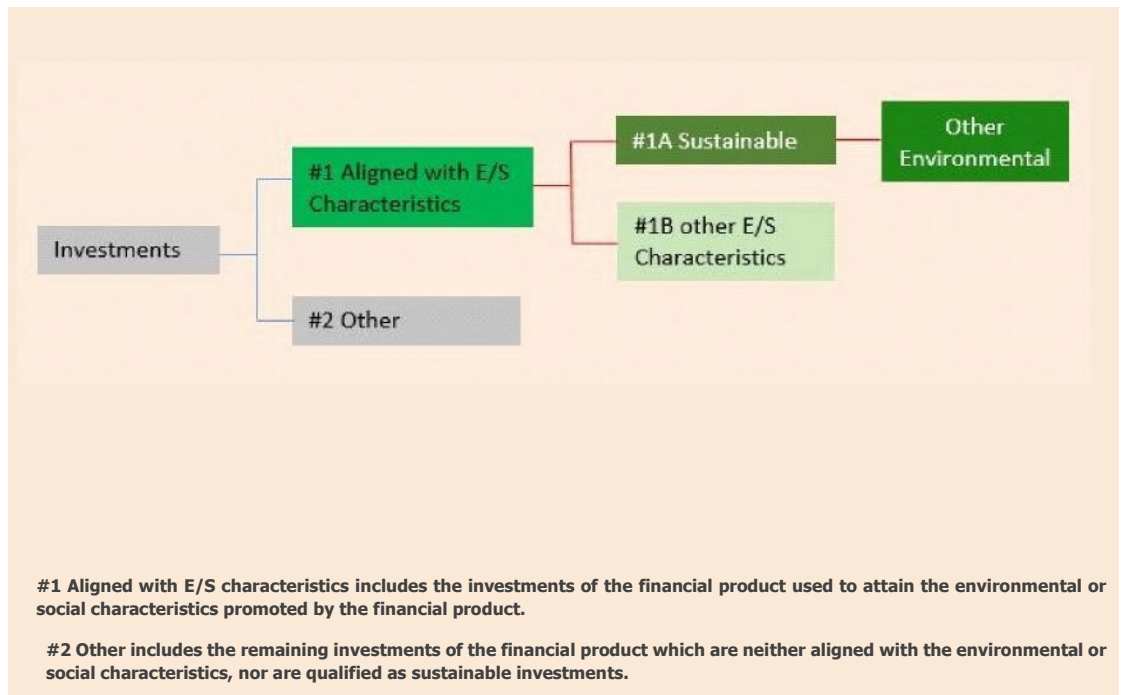 Other
Environmental
#1A Sustainable
#1 Aligned with E/S
Characteristics
#1B other E/S
Characteristics
Investments
#2 Other
#1 Aligned with E/S characteristics includes the investments of the financial product used to attain the environmental or
social characteristics promoted by the financial product.
#2 Other includes the remaining investments of the financial product which are neither aligned with the environmental or
social characteristics, nor are qualified as sustainable investments.